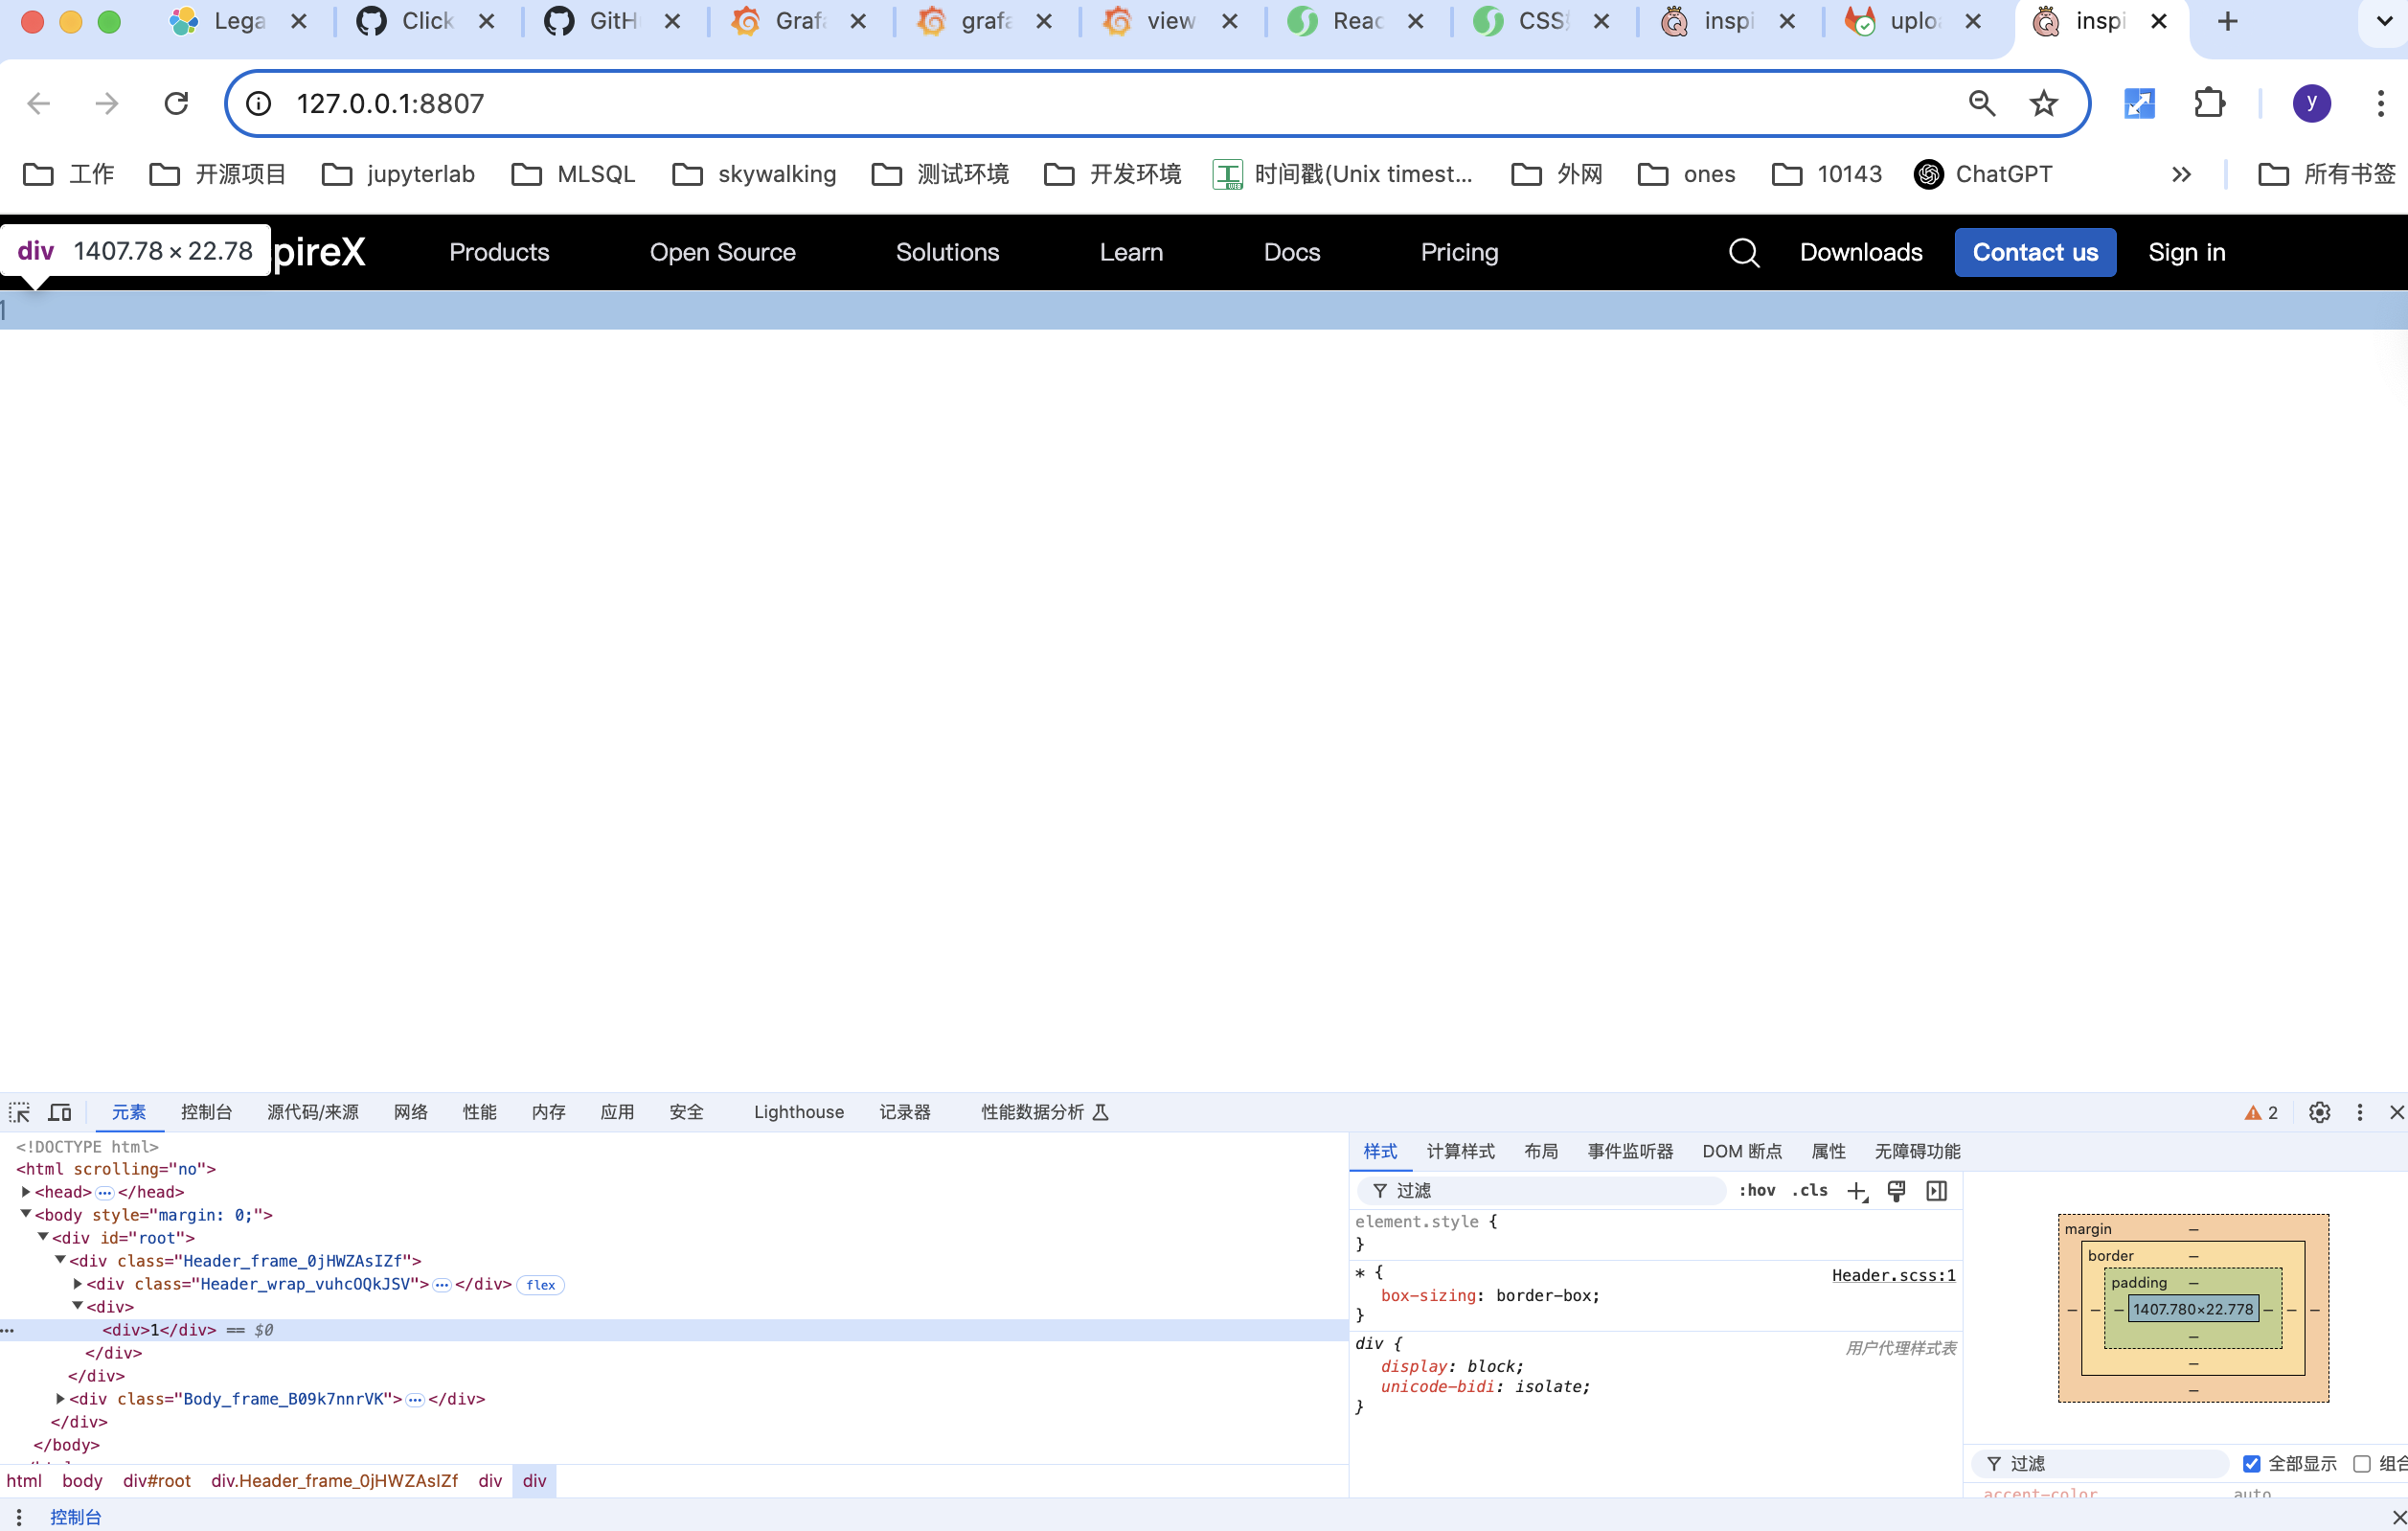 Lega
Click
GitH
Grafa
grafa
view
Reac
CSS
inspi
uplo
inspi
127.0.0.1:8807
y
工作
开源项目
jupyterlab
MLSQL
skywalking
测试环境
开发环境
时间戳(Unix timest...
外网
ones
10143
ChatGPT
所有书签
div 1407.78 × 22.78
pireX
Products
Open Source
Solutions
Learn
Docs
Pricing
Downloads
Contact us
Sign in
1
元素
控制台
源代码/来源
网络
性能
内存
应用
安全
Lighthouse
记录器
性能数据分析
2
<!DOCTYPE html>
<html scrolling="no">
<head> ••• </head>
<body style="margin: 0;">
<div id="root">
<div class="Header_frame_0jHWZAsIZf">
<div class="Header_wrap_vuhcOQkJSV"> ••• </div> flex
<div>
<div>1</div> == $0
</div>
</div>
<div class="Body_frame_B09k7nnrVK"> ••• </div>
</div>
</body>
html
body
div#root
div.Header_frame_0jHWZAsIZf
div
div
控制台
样式
计算样式
布局
事件监听器
DOM 断点
属性
无障碍功能
过滤
:hov
.cls
element.style {
}
* {
Header.scss:1
box-sizing: border-box;
}
div {
用户代理样式表
display: block;
unicode-bidi: isolate;
}
margin
–
border
–
padding
–
– – – 1407.780×22.778 – – –
–
–
–
过滤
全部显示
组合
accent-color
auto